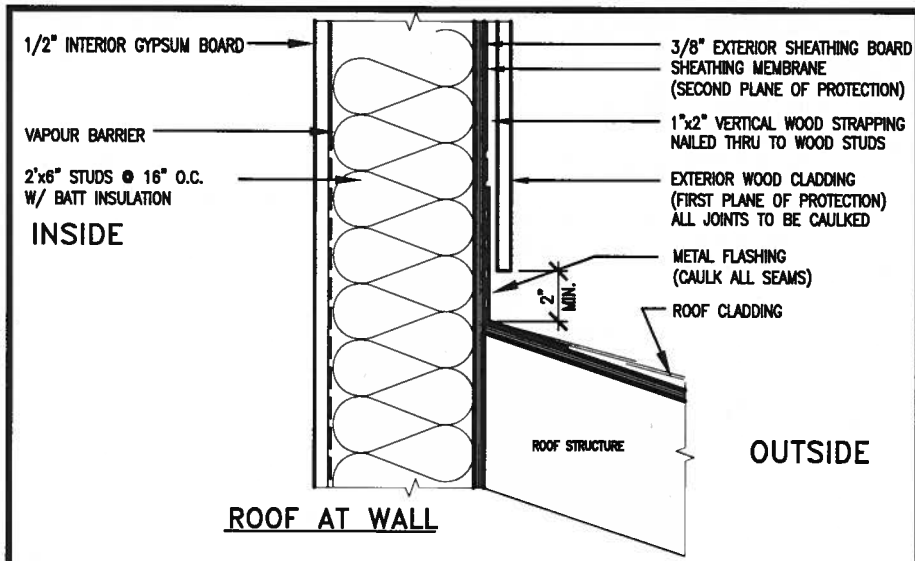 1/2" INTERIOR GYPSUM BOARD
VAPOUR BARRIER
2'x6" STUDS @ 16" O.C.
W/ BATT INSULATION
INSIDE
3/8" EXTERIOR SHEATHING BOARD
SHEATHING MEMBRANE
(SECOND PLANE OF PROTECTION)
1"x2" VERTICAL WOOD STRAPPING
NAILED THRU TO WOOD STUDS
EXTERIOR WOOD CLADDING
(FIRST PLANE OF PROTECTION)
ALL JOINTS TO BE CAULKED
METAL FLASHING
(CAULK ALL SEAMS)
2"
MIN.
ROOF CLADDING
ROOF STRUCTURE
OUTSIDE
ROOF AT WALL